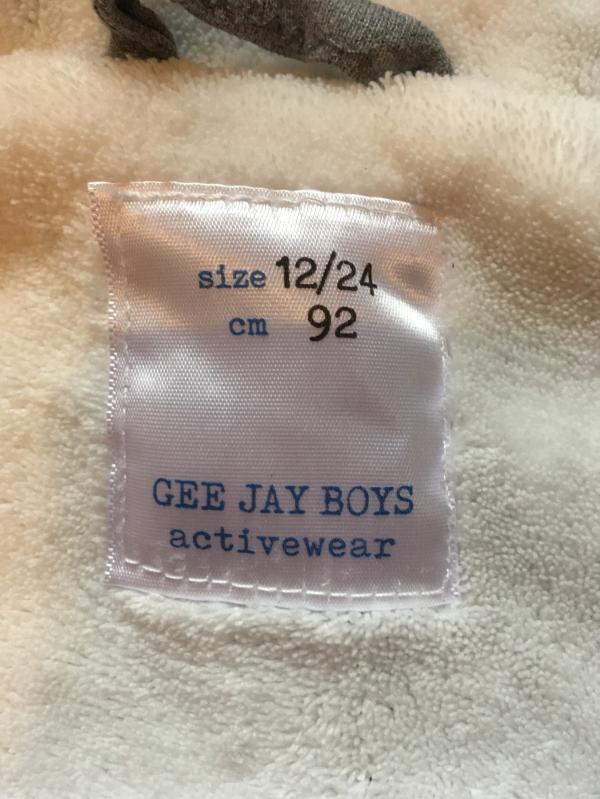 size 12/24
cm 92
GEE JAY BOYS
activewear